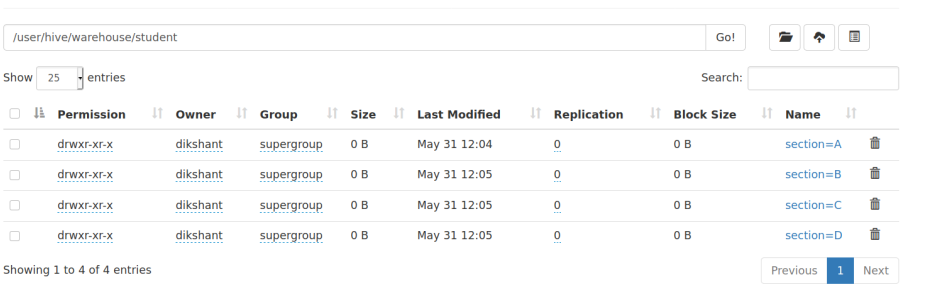 /user/hive/warehouse/student Go!
Show 25 entries Search:
Permission Owner Group Size Last Modified Replication Block Size Name
drwxr-xr-x dikshant supergroup 0 B May 31 12:04 0 0 B section=A
drwxr-xr-x dikshant supergroup 0 B May 31 12:05 0 0 B section=B
drwxr-xr-x dikshant supergroup 0 B May 31 12:05 0 0 B section=C
drwxr-xr-x dikshant supergroup 0 B May 31 12:05 0 0 B section=D
Showing 1 to 4 of 4 entries Previous 1 Next